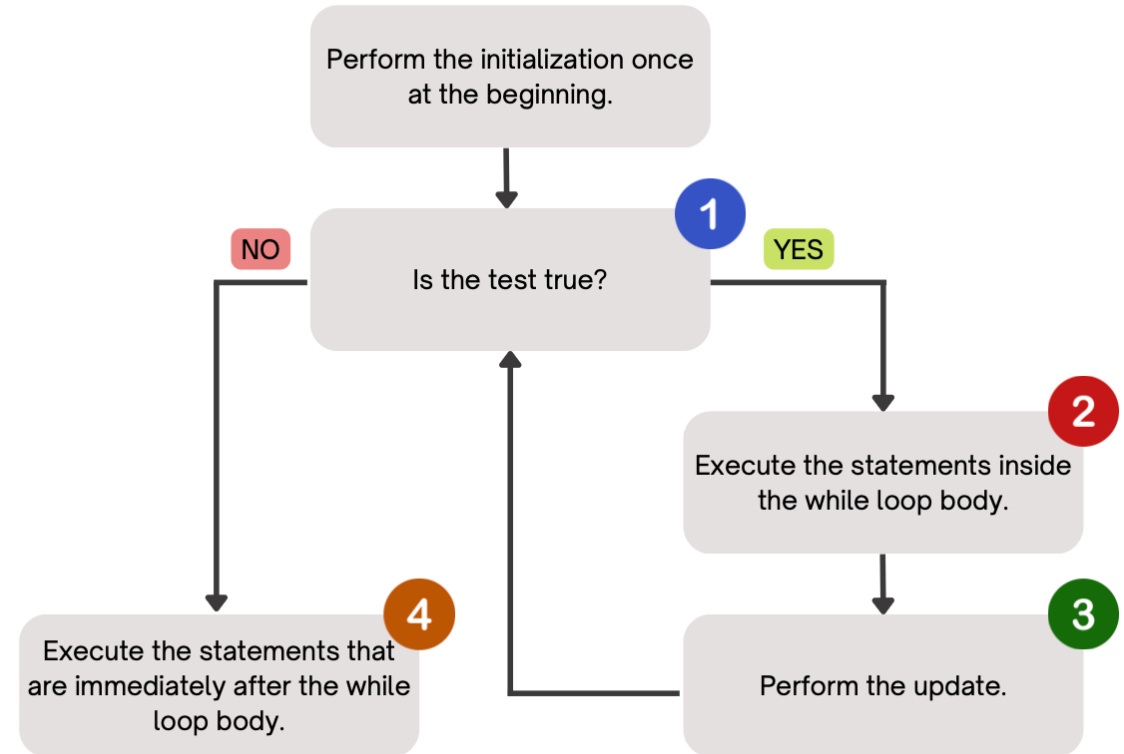 Perform the initialization once
at the beginning.
1
NO
YES
Is the test true?
2
Execute the statements inside
the while loop body.
4
3
Execute the statements that
are immediately after the while
loop body.
Perform the update.